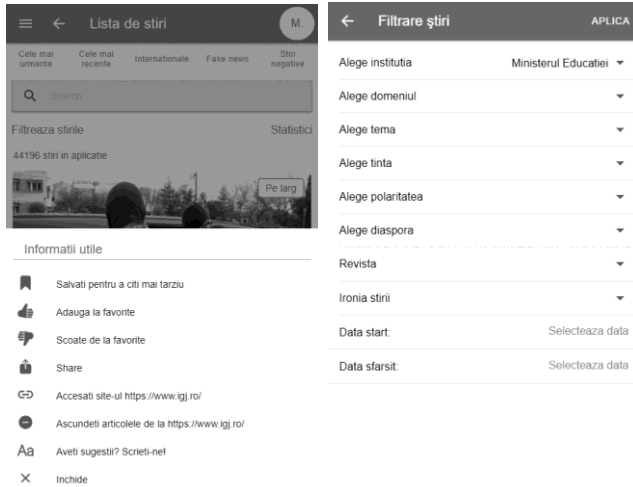 Lista de stiri
M.
Cele mai urmarite
Cele mai recente
Internationale
Fake news
Stiri negative
Search
Filtreaza stirile
Statistici
44196 stiri in aplicatie
Pe larg
Informatii utile
Salvati pentru a citi mai tarziu
Adauga la favorite
Scoate de la favorite
Share
Accesati site-ul https://www.igj.ro/
Ascundeti articolele de la https://www.igj.ro/
Aa Aveti sugestii? Scrieti-ne!
Inchide
Filtrare ştiri
APLICA
Alege institutia Ministerul Educatiei
Alege domeniul
Alege tema
Alege tinta
Alege polaritatea
Alege diaspora
Revista
Ironia stirii
Data start: Selecteaza data
Data sfarsit: Selecteaza data